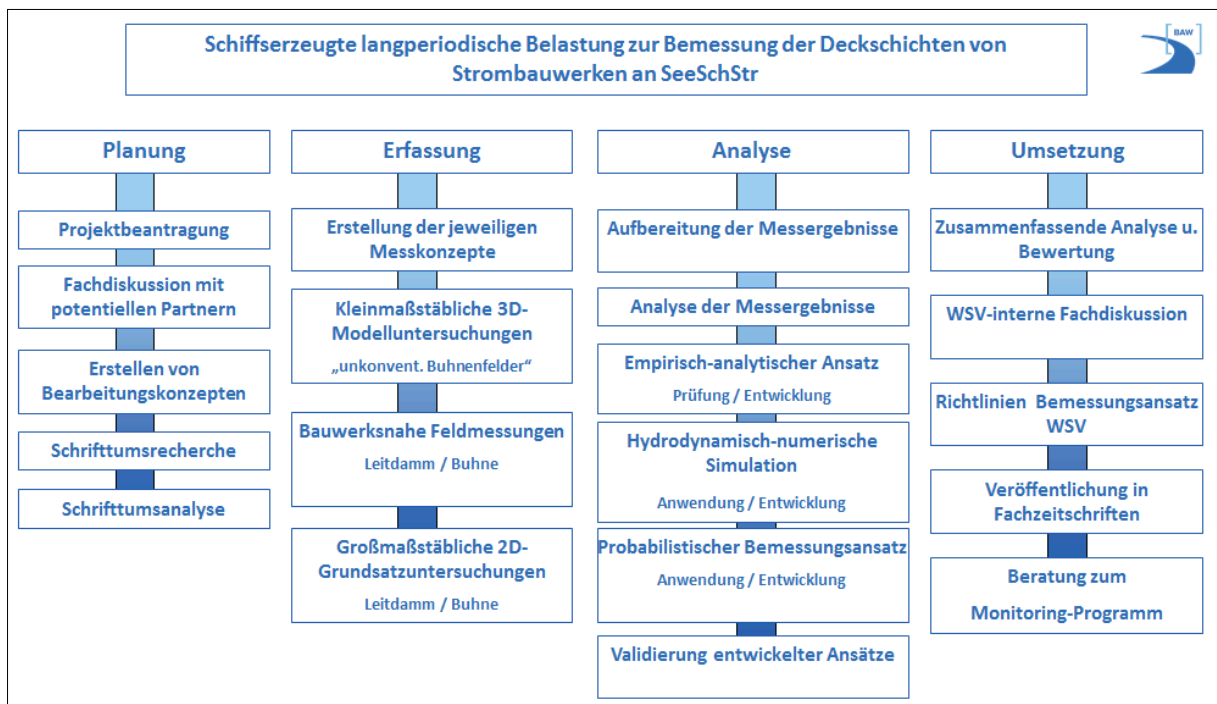 Schiffserzeugte langperiodische Belastung zur Bemessung der Deckschichten von
Strombauwerken an SeeSchStr
BAW
Planung
Projektbeantragung
Fachdiskussion mit
potentiellen Partnern
Erstellen von
Bearbeitungskonzepten
Schrifttumsrecherche
Schrifttumsanalyse
Erfassung
Erstellung der jeweiligen
Messkonzepte
Kleinmaßstäbliche 3D-
Modelluntersuchungen
„unkonvent. Buhnenfelder“
Bauwerksnahe Feldmessungen
Leitdamm / Buhne
Großmaßstäbliche 2D-
Grundsatzuntersuchungen
Leitdamm / Buhne
Analyse
Aufbereitung der Messergebnisse
Analyse der Messergebnisse
Empirisch-analytischer Ansatz
Prüfung / Entwicklung
Hydrodynamisch-numerische
Simulation
Anwendung / Entwicklung
Probabilistischer Bemessungsansatz
Anwendung / Entwicklung
Validierung entwickelter Ansätze
Umsetzung
Zusammenfassende Analyse u.
Bewertung
WSV-interne Fachdiskussion
Richtlinien Bemessungsansatz
WSV
Veröffentlichung in
Fachzeitschriften
Beratung zum
Monitoring-Programm